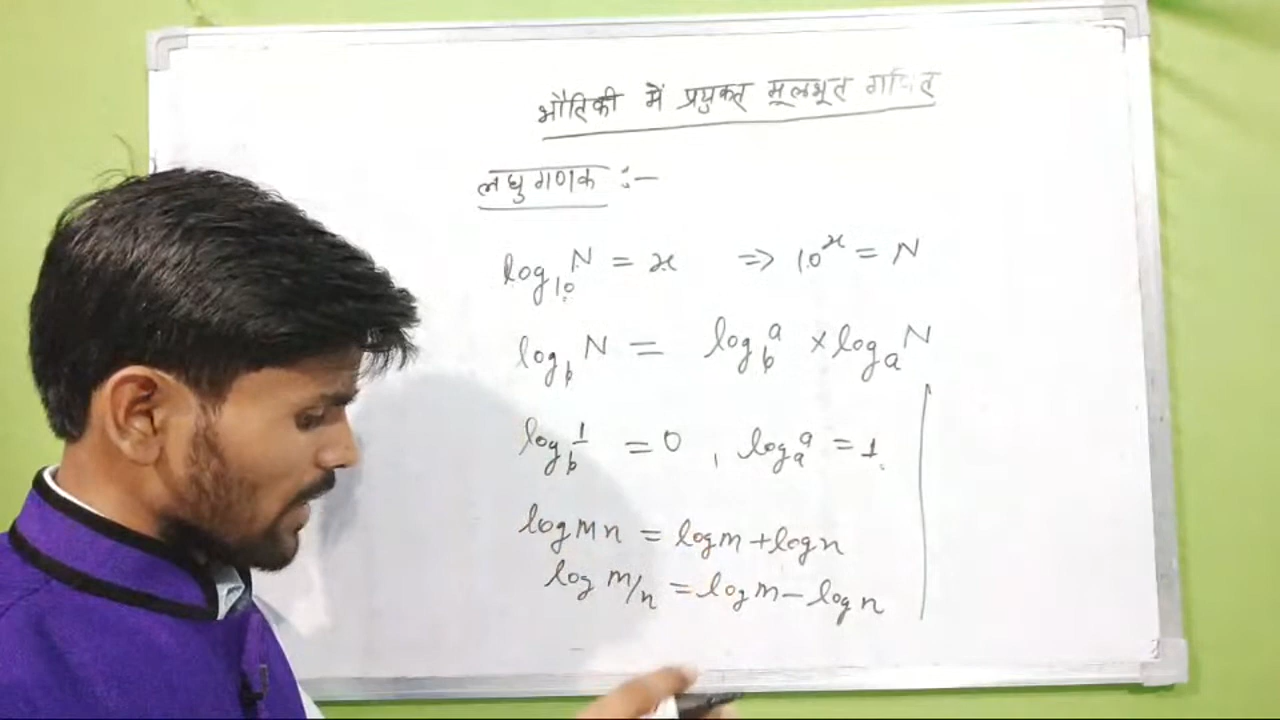 भौतिकी में प्रयुक्त मूलभूत गणित
लघुगणक :-
log₁₀N = x ⇒ 10ˣ = N
log_b N = log_b a × log_a N
log_b 1 = 0, log_a a = 1.
log mn = log m + log n
log m/n = log m - log n